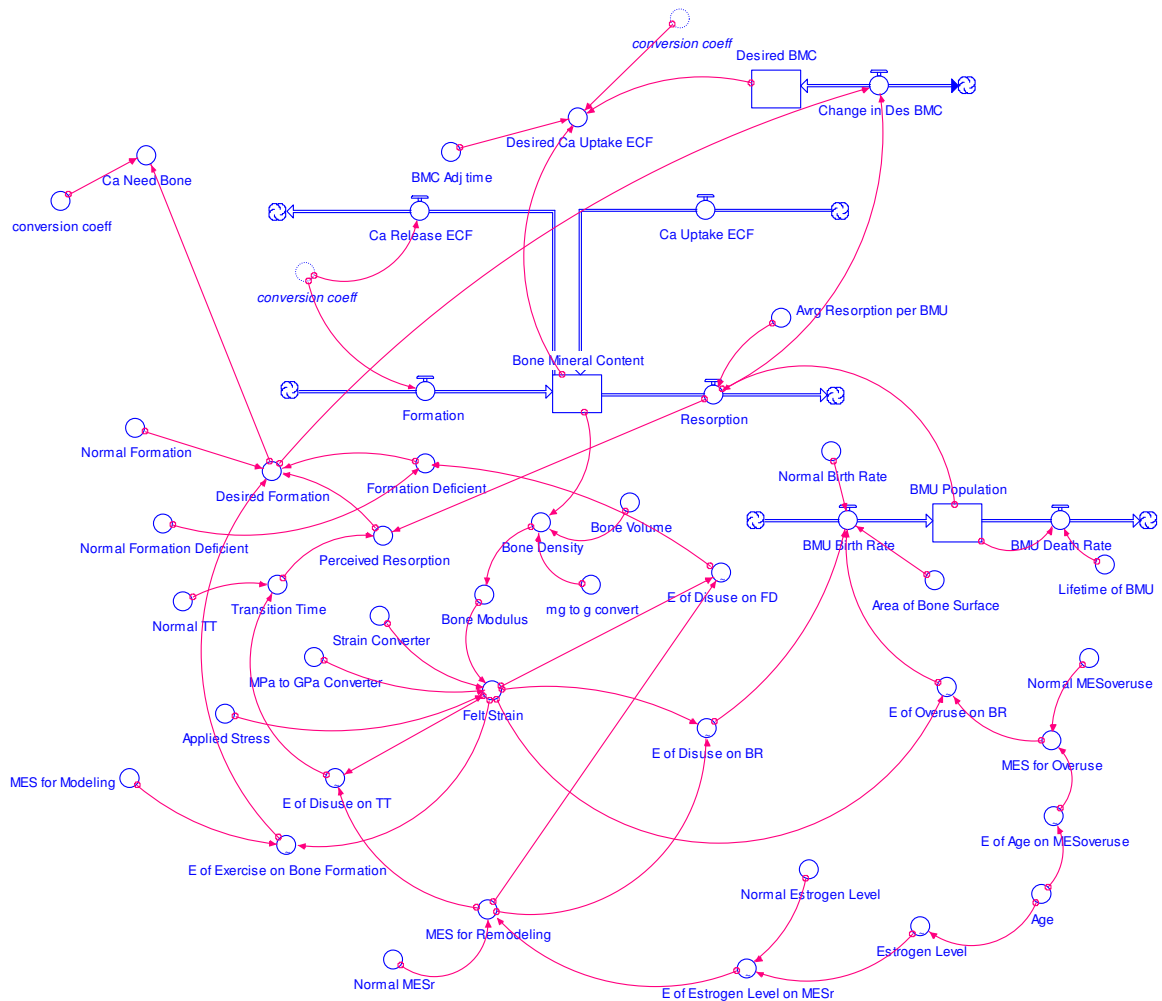 conversion coeff
Desired BMC
Change in Des BMC
Desired Ca Uptake ECF
BMC Adj time
Ca Need Bone
conversion coeff
Ca Release ECF
Ca Uptake ECF
conversion coeff
Avrg Resorption per BMU
Bone Mineral Content
Formation
Resorption
Normal Formation
Normal Birth Rate
Desired Formation
Formation Deficient
BMU Population
Normal Formation Deficient
Bone Volume
Bone Density
BMU Birth Rate
BMU Death Rate
Perceived Resorption
Normal TT
Transition Time
Bone Modulus
mg to g convert
E of Disuse on FD
Area of Bone Surface
Lifetime of BMU
Strain Converter
MPa to GPa Converter
Normal MESoveruse
Applied Stress
Felt Strain
E of Overuse on BR
E of Disuse on BR
MES for Overuse
MES for Modeling
E of Disuse on TT
E of Age on MESoveruse
E of Exercise on Bone Formation
Normal Estrogen Level
Age
MES for Remodeling
Estrogen Level
Normal MESr
E of Estrogen Level on MESr